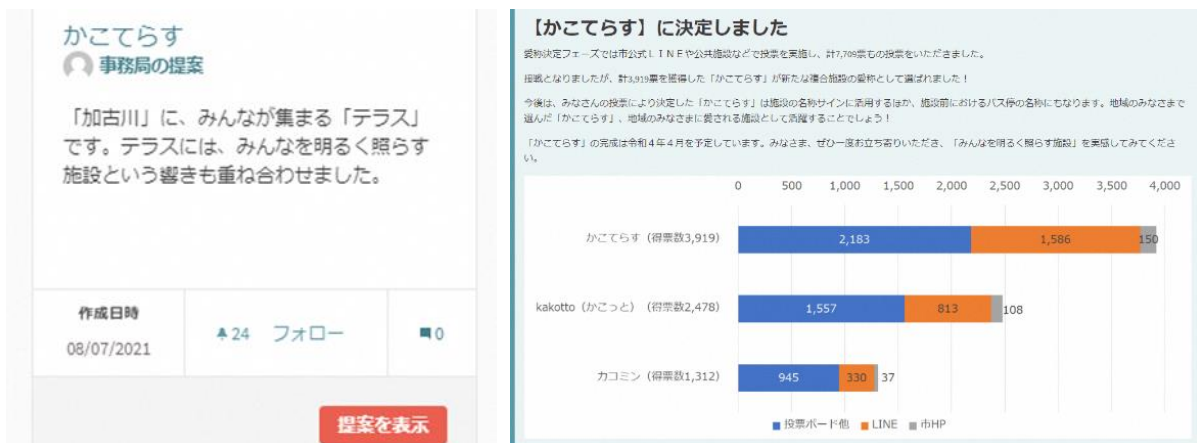 かこてらす
事務局の提案
「加古川」に、みんなが集まる「テラス」
です。テラスには、みんなを明るく照らす
施設という響きも重ね合わせました。
作成日時
08/07/2021
24 フォロー
0
提案を表示
【かこてらす】に決定しました
愛称決定フェーズでは市公式LINEや公共施設などで投票を実施し、計7,709票もの投票をいただきました。
接戦となりましたが、計3,919票を獲得した「かこてらす」が新たな複合施設の愛称として選ばれました！
今後は、みなさんの投票により決定した「かこてらす」は施設の名称サインに活用するほか、施設前におけるバス停の名称にもなります。地域のみなさまで
選んだ「かこてらす」、地域のみなさまに愛される施設として活躍することでしょう！
「かこてらす」の完成は令和4年4月を予定しています。みなさま、ぜひ一度お立ち寄りいただき、「みんなを明るく照らす施設」を実感してみてくださ
い。
0 500 1,000 1,500 2,000 2,500 3,000 3,500 4,000
かこてらす（得票数3,919） 2,183 1,586 150
kakotto（かこっと）（得票数2,478） 1,557 813 108
カコミン（得票数1,312） 945 330 37
投票ボード他 LINE 市HP